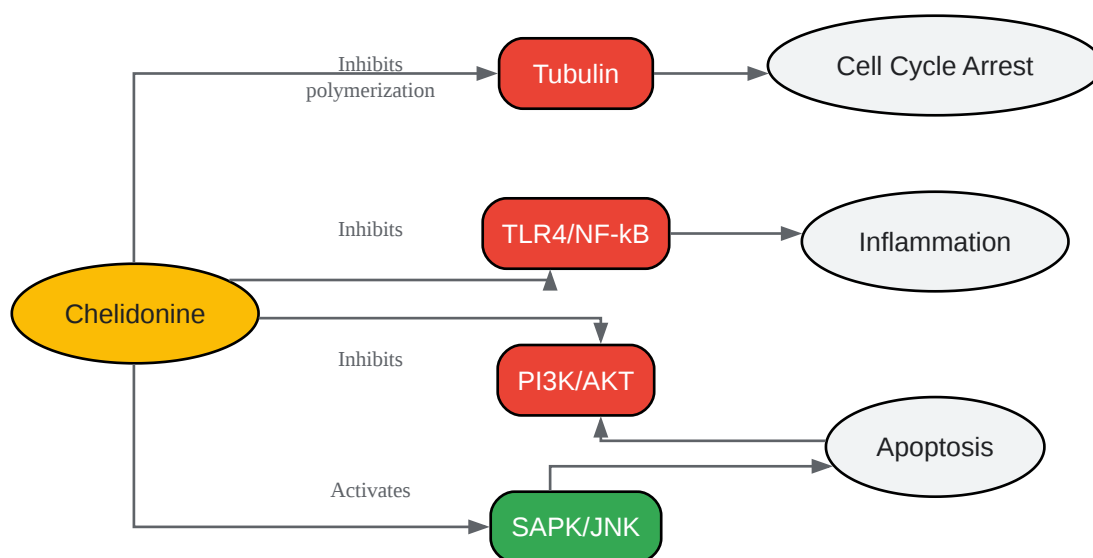 Inhibits
polymerization
Tubulin
Cell Cycle Arrest
Inhibits
TLR4/NF-kB
Inflammation
Chelidonine
Inhibits
PI3K/AKT
Apoptosis
Activates
SAPK/JNK